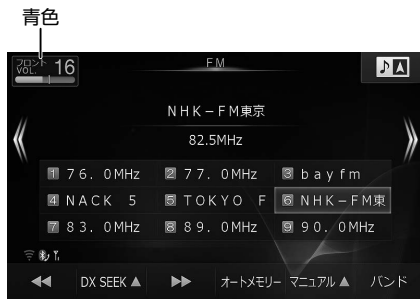 青色
フロント VOL. 16
FM
NHK－FM東京
82.5MHz
1 76.0MHz 2 77.0MHz 3 bayfm
4 NACK 5 5 TOKYO F 6 NHK－FM東
7 83.0MHz 8 89.0MHz 9 90.0MHz
DX SEEK▲ オートメモリー マニュアル▲ バンド